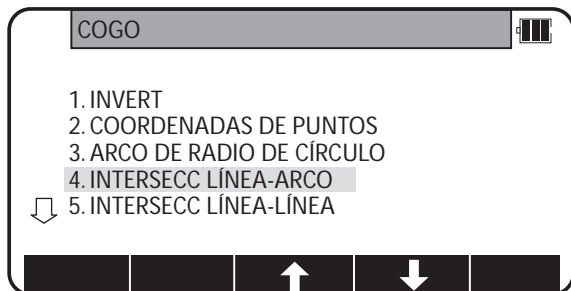 COGO
1. INVERT
2. COORDENADAS DE PUNTOS
3. ARCO DE RADIO DE CÍRCULO
4. INTERSECC LÍNEA-ARCO
5. INTERSECC LÍNEA-LÍNEA